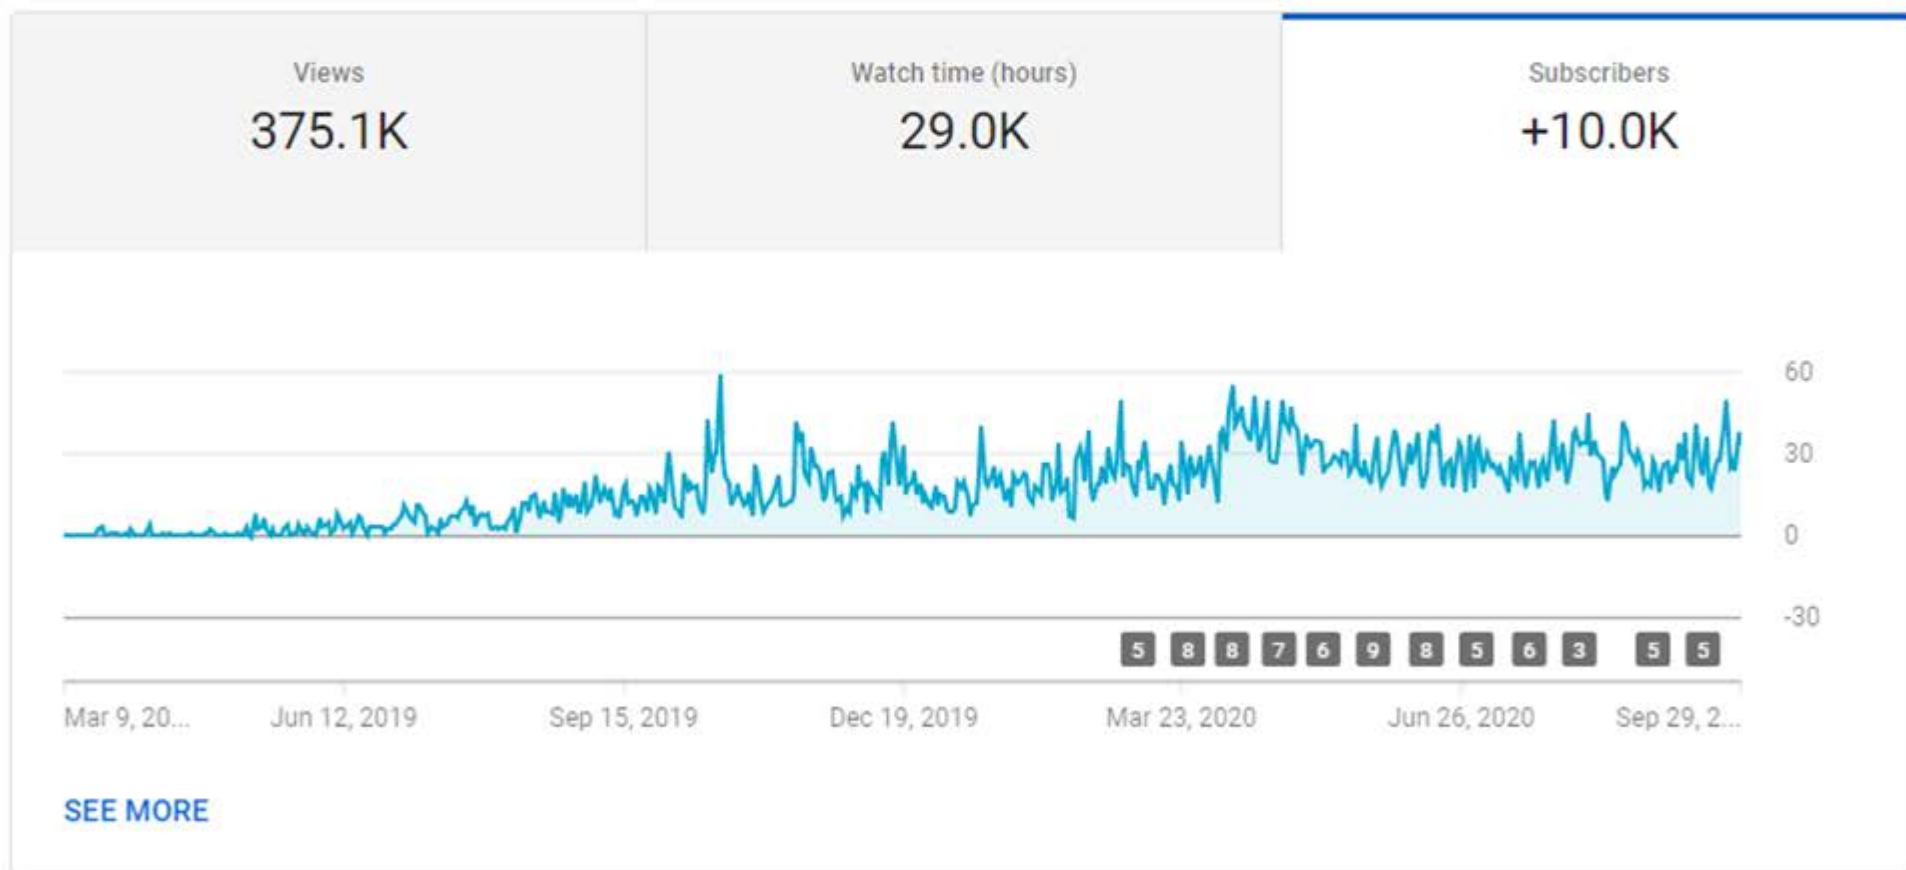 Views
375.1K
Watch time (hours)
29.0K
Subscribers
+10.0K
60
30
0
-30
5 8 8 7 6 9 8 5 6 3 5 5
Mar 9, 20... Jun 12, 2019 Sep 15, 2019 Dec 19, 2019 Mar 23, 2020 Jun 26, 2020 Sep 29, 2...
SEE MORE